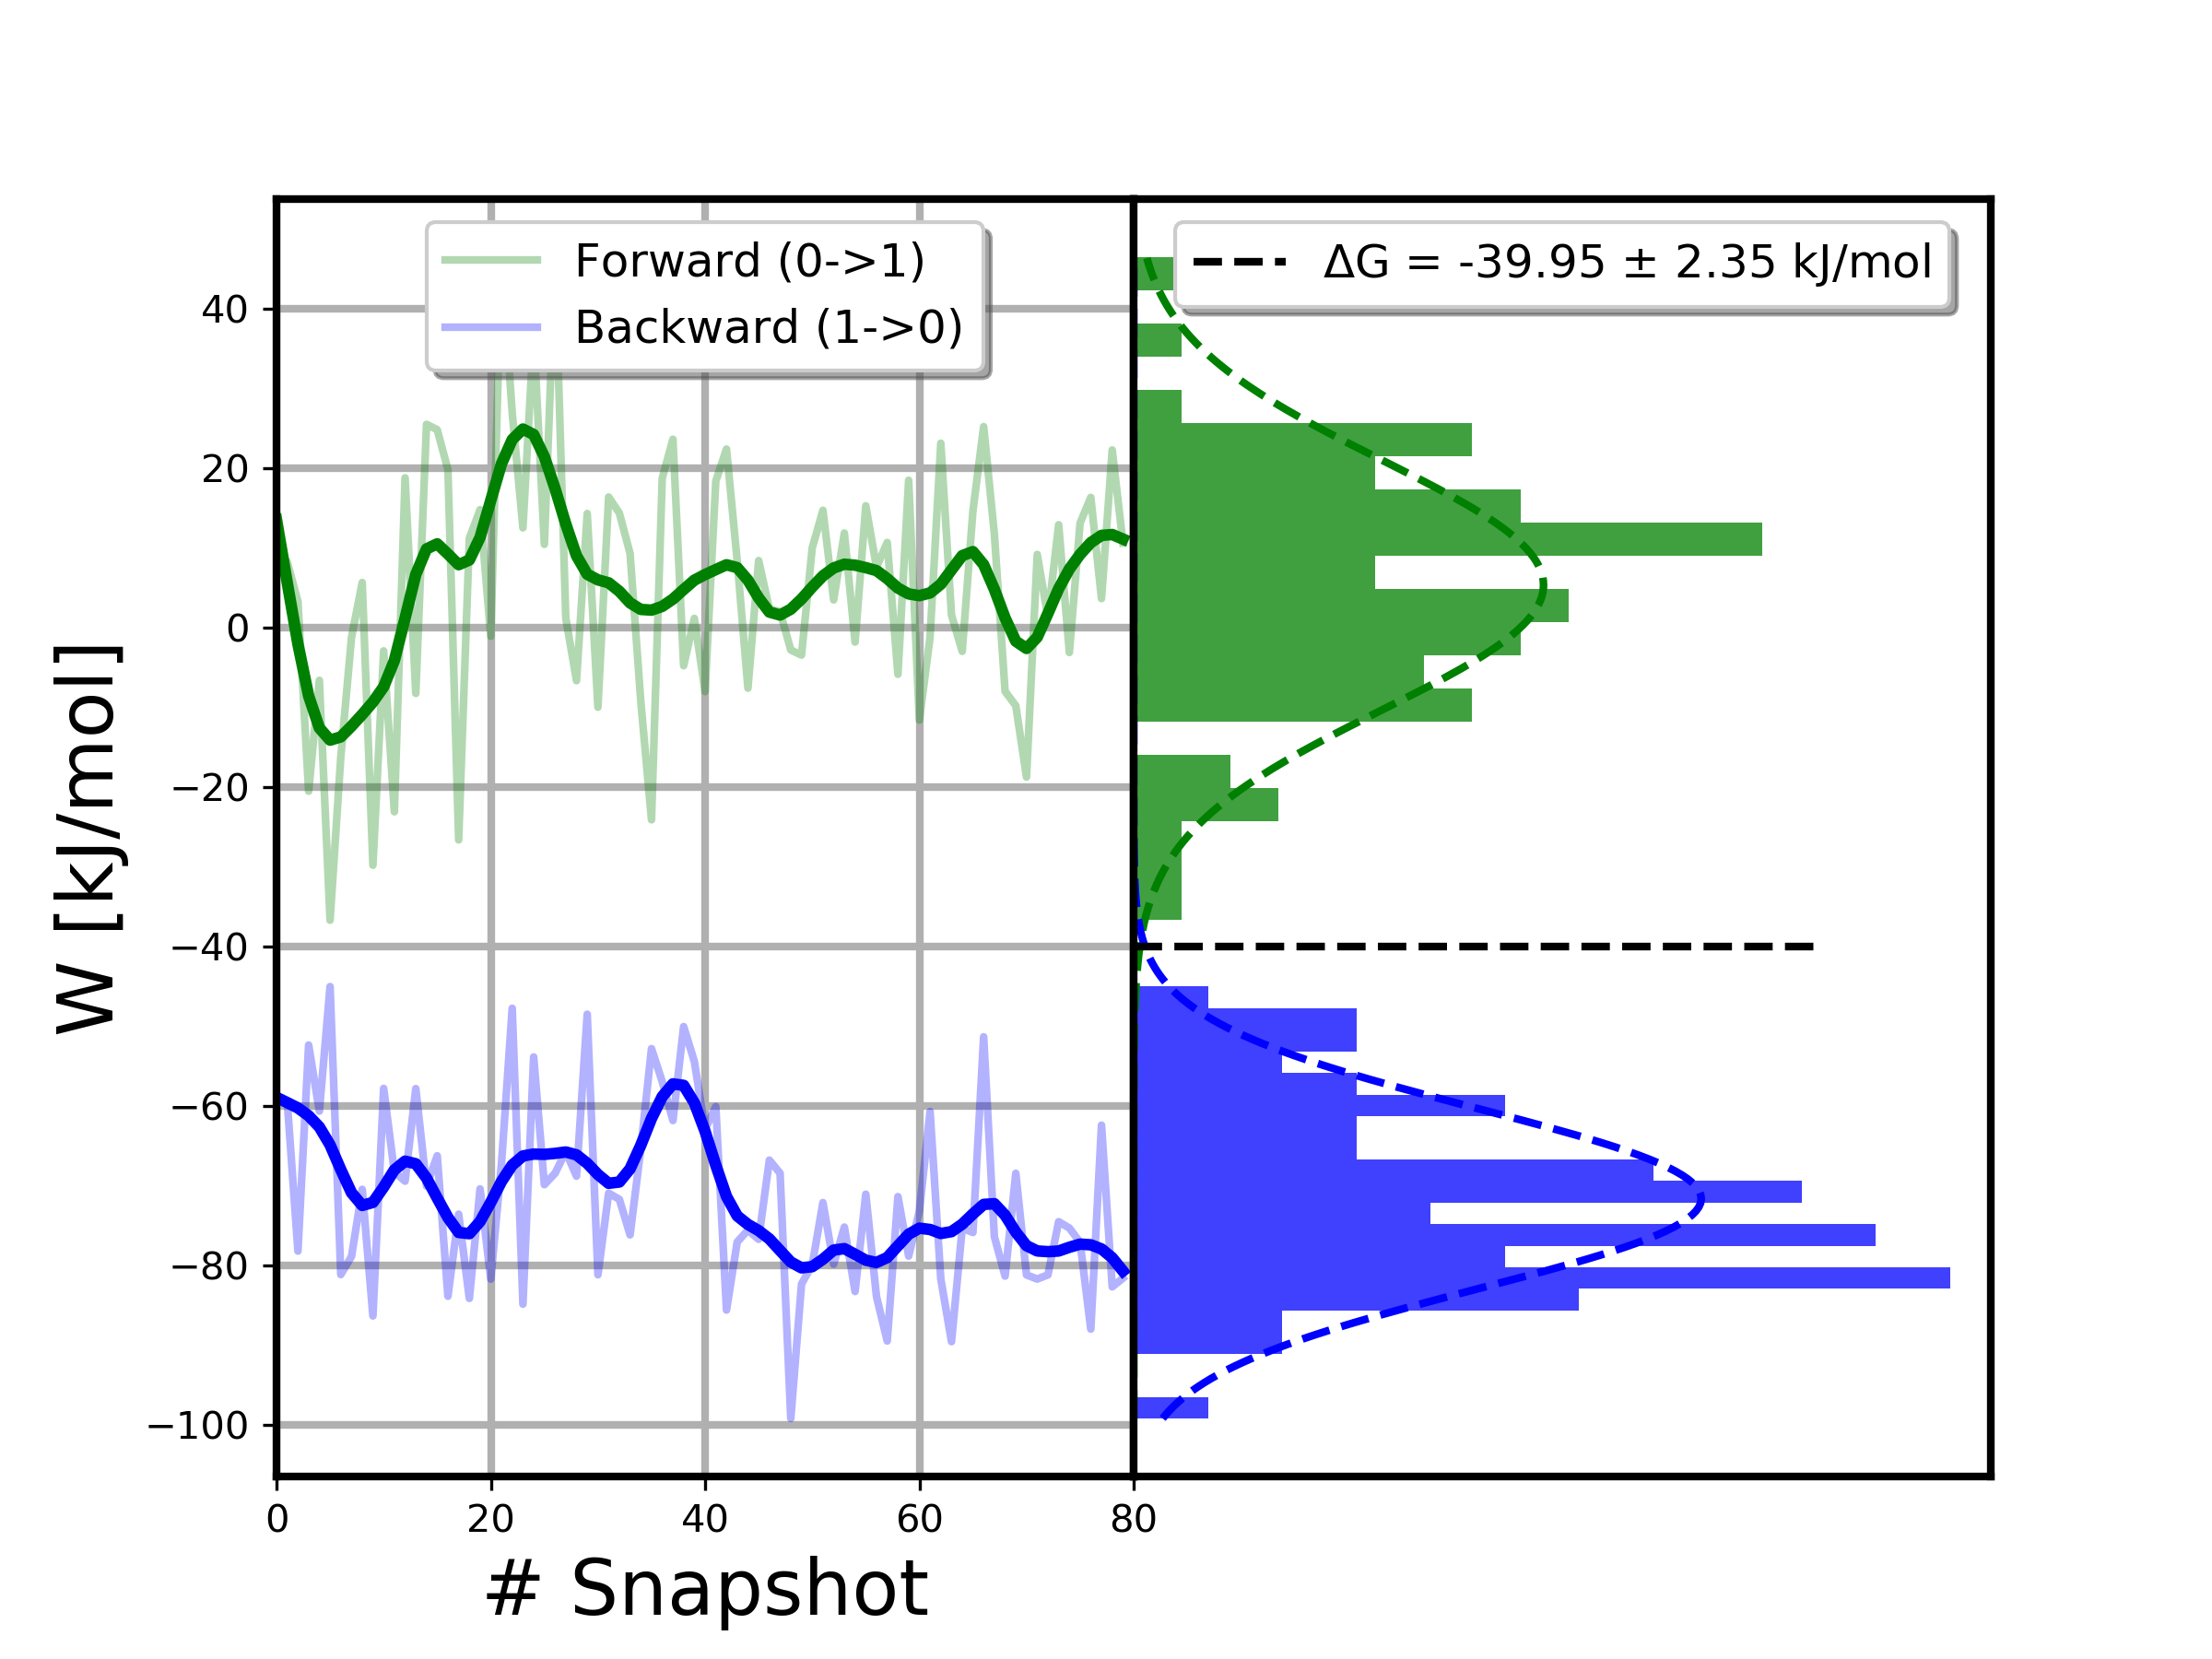 Forward (0->1)
Backward (1->0)
ΔG = -39.95 ± 2.35 kJ/mol
W [kJ/mol]
40
20
0
−20
−40
−60
−80
−100
0 20 40 60 80
# Snapshot